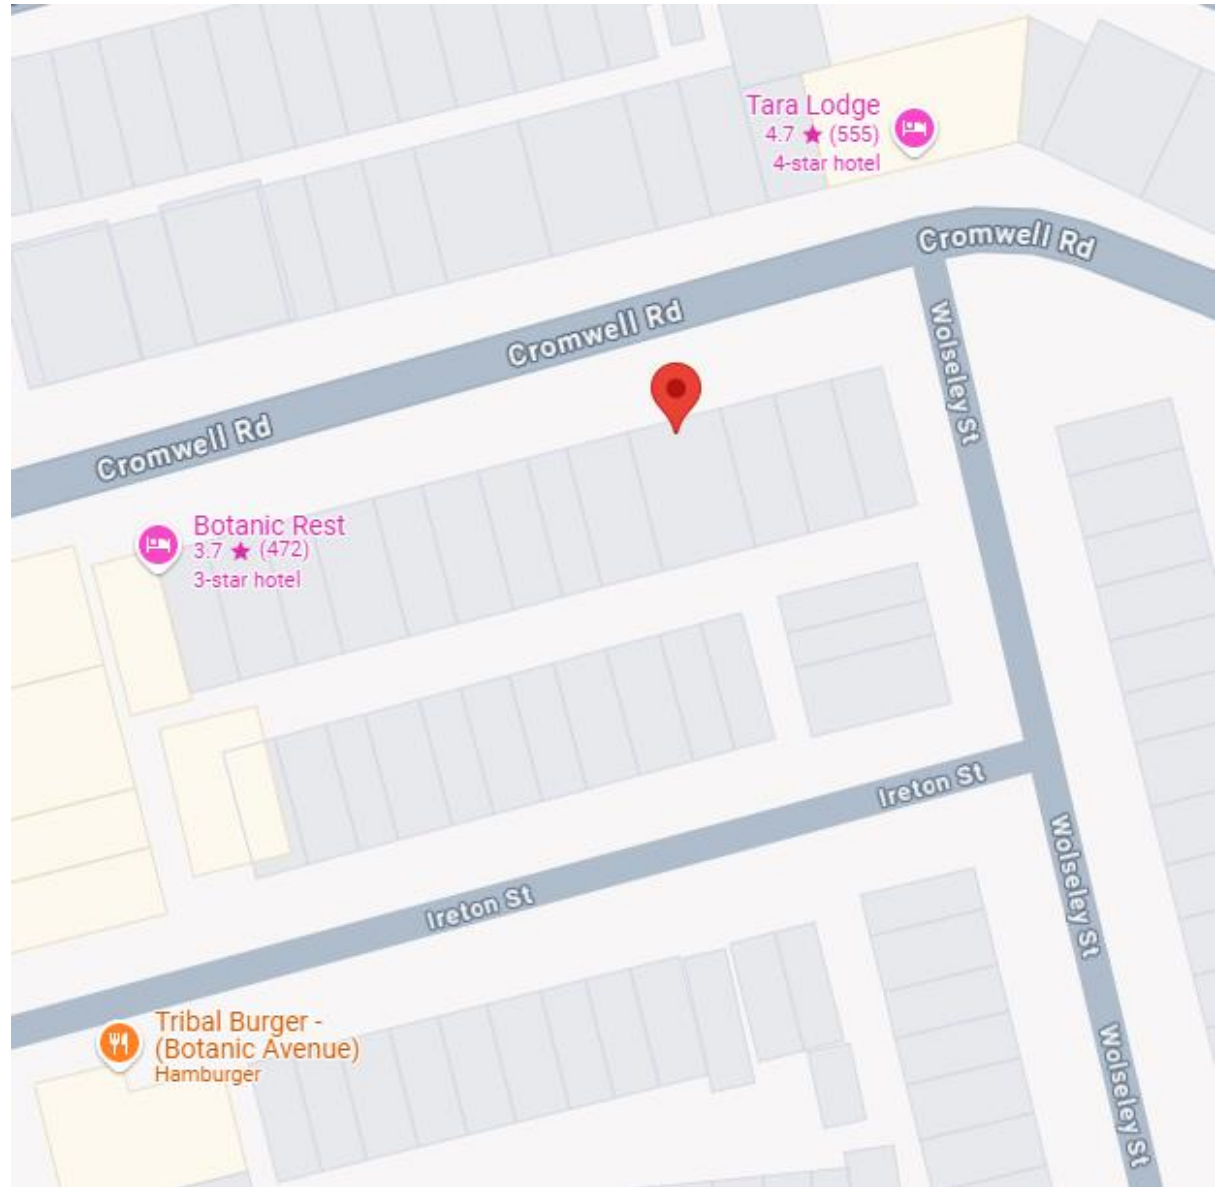 Tara Lodge
4.7 ★ (555)
4-star hotel
Cromwell Rd
Cromwell Rd
Wolseley St
Cromwell Rd
Botanic Rest
3.7 ★ (472)
3-star hotel
Ireton St
Wolseley St
Ireton St
Tribal Burger -
(Botanic Avenue)
Hamburger
Wolseley St